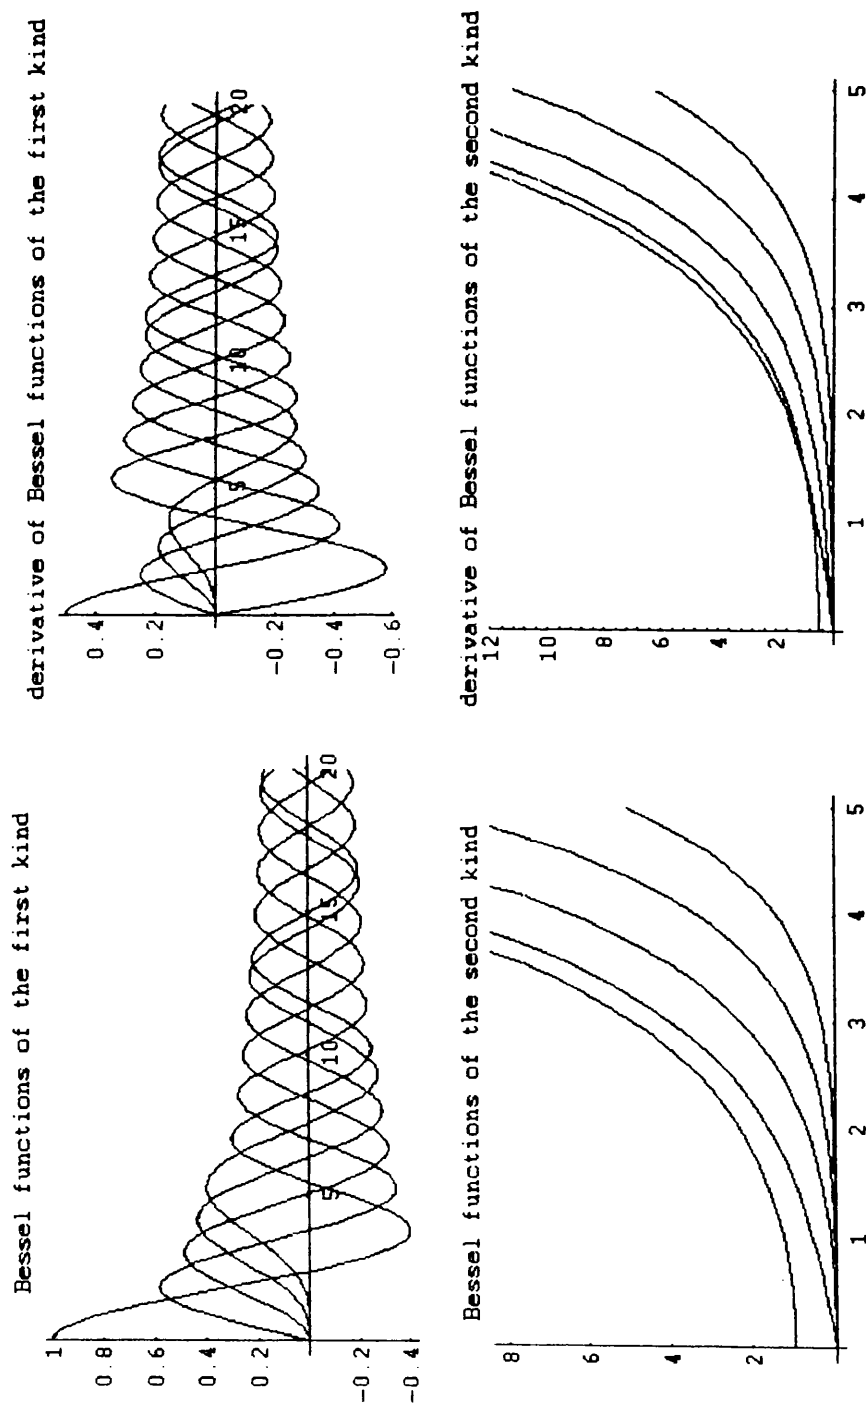 Bessel functions of the first kind
1
0.8
0.6
0.4
0.2
-0.2
-0.4
5 10 15 20
derivative of Bessel functions of the first kind
0.4
0.2
-0.2
-0.4
-0.6
5 10 15 20
Bessel functions of the second kind
8
6
4
2
1 2 3 4 5
derivative of Bessel functions of the second kind
12
10
8
6
4
2
1 2 3 4 5